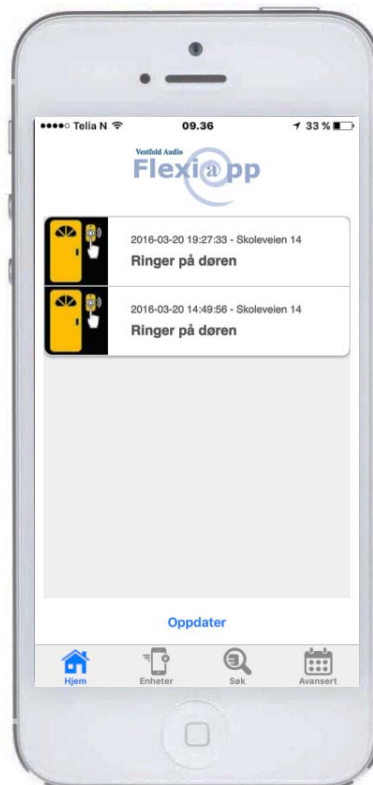 Telia N
09.36
33 %
Vestfold Audio
Flexi@pp
2016-03-20 19:27:33 - Skoleveien 14
Ringer på døren
2016-03-20 14:49:56 - Skoleveien 14
Ringer på døren
Oppdater
Hjem
Enheter
Søk
Avansert